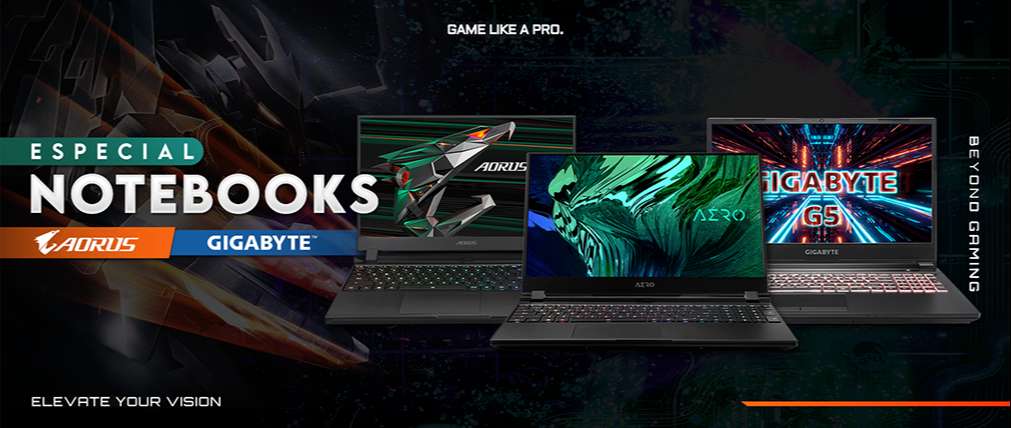 GAME LIKE A PRO.
ESPECIAL
NOTEBOOKS
AORUS
GIGABYTE™
AORUS
AORUS
AERO
AERO
GIGABYTE
G5
GIGABYTE
BEYOND GAMING
ELEVATE YOUR VISION